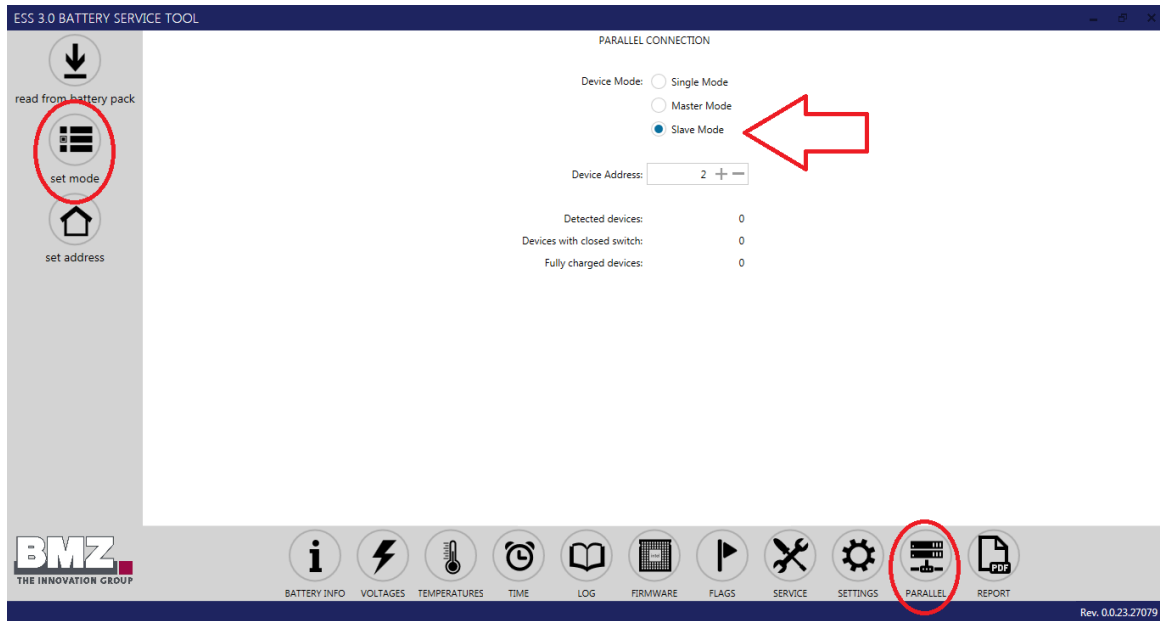 ESS 3.0 BATTERY SERVICE TOOL
read from battery pack
set mode
set address
PARALLEL CONNECTION
Device Mode: Single Mode
Master Mode
Slave Mode
Device Address: 2
Detected devices: 0
Devices with closed switch: 0
Fully charged devices: 0
BMZ
THE INNOVATION GROUP
BATTERY INFO VOLTAGES TEMPERATURES TIME LOG FIRMWARE FLAGS SERVICE SETTINGS PARALLEL REPORT
PDF
Rev. 0.0.23.27079